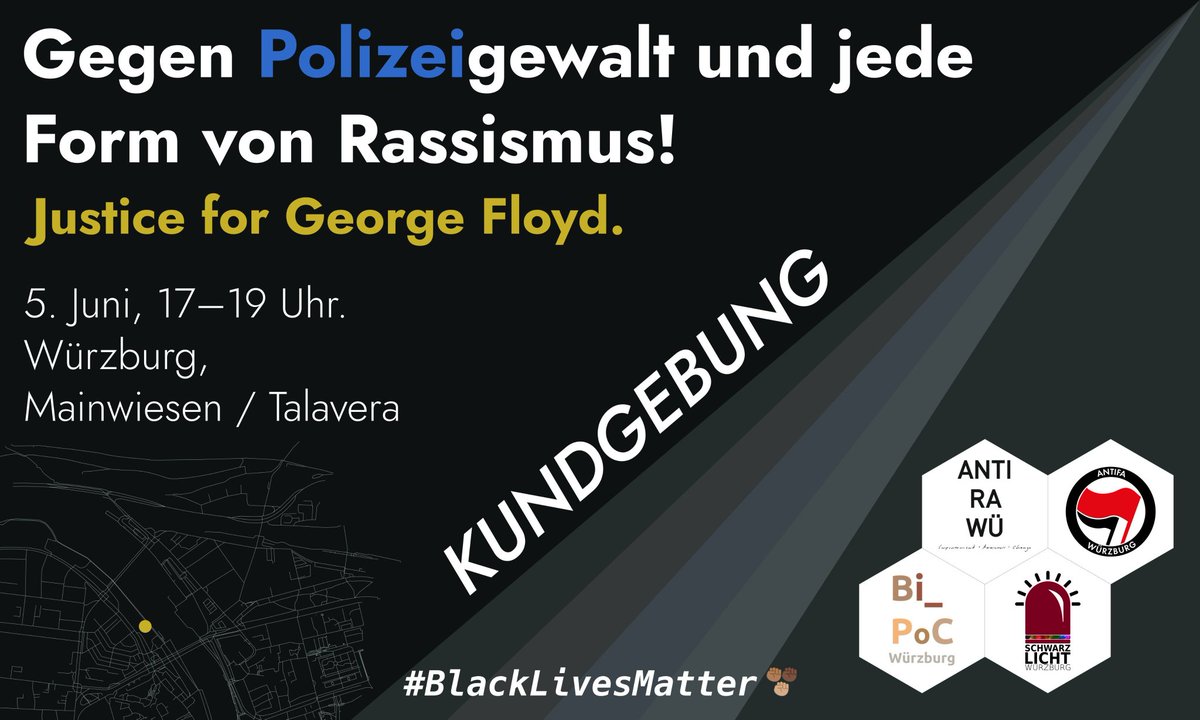 Gegen Polizeigewalt und jede
Form von Rassismus!
Justice for George Floyd.
5. Juni, 17–19 Uhr.
Würzburg,
Mainwiesen / Talavera
KUNDGEBUNG
ANTI
RA
WÜ
ANTIFA
WÜRZBURG
Bi_
PoC
Würzburg
SCHWARZ
LICHT
WÜRZBURG
#BlackLivesMatter